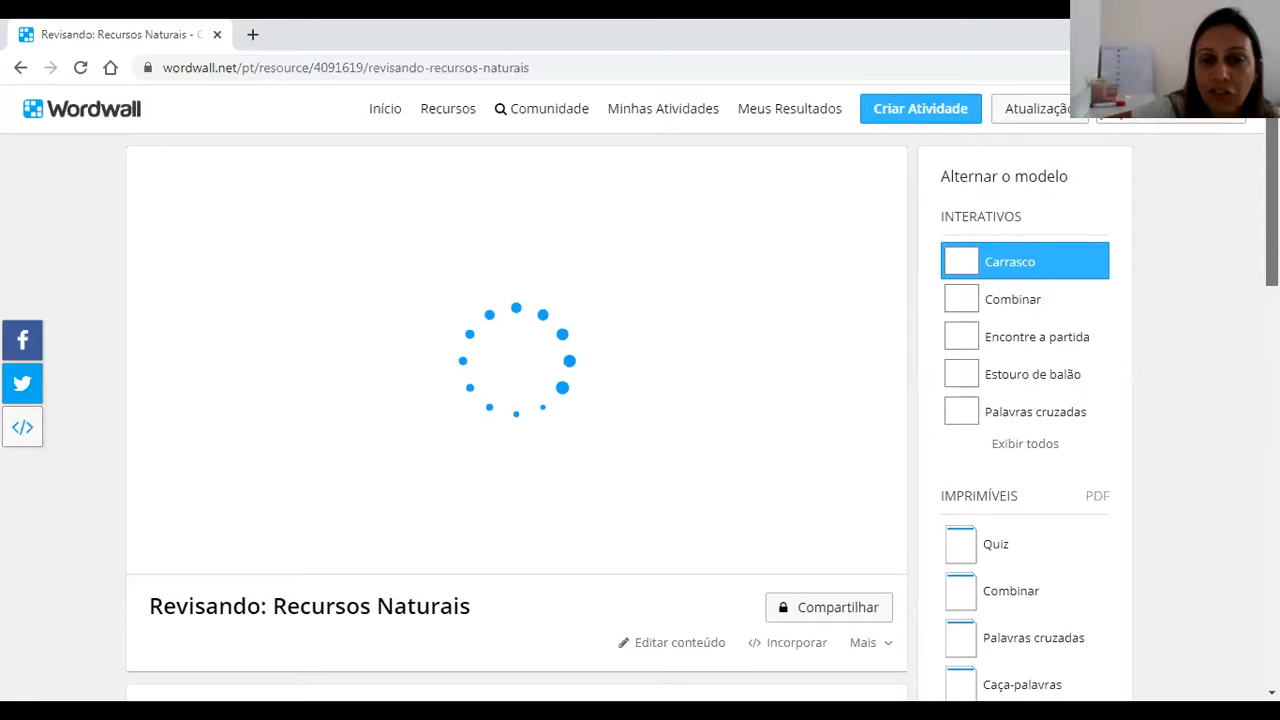 Revisando: Recursos Naturais - C
wordwall.net/pt/resource/4091619/revisando-recursos-naturais
Wordwall
Início
Recursos
Comunidade
Minhas Atividades
Meus Resultados
Criar Atividade
Atualização
Alternar o modelo
INTERATIVOS
Carrasco
Combinar
Encontre a partida
Estouro de balão
Palavras cruzadas
Exibir todos
IMPRIMÍVEIS PDF
Quiz
Combinar
Palavras cruzadas
Caça-palavras
Revisando: Recursos Naturais
Compartilhar
Editar conteúdo
</> Incorporar
Mais